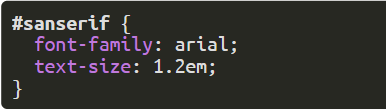 #sanserif {
  font-family: arial;
  text-size: 1.2em;
}